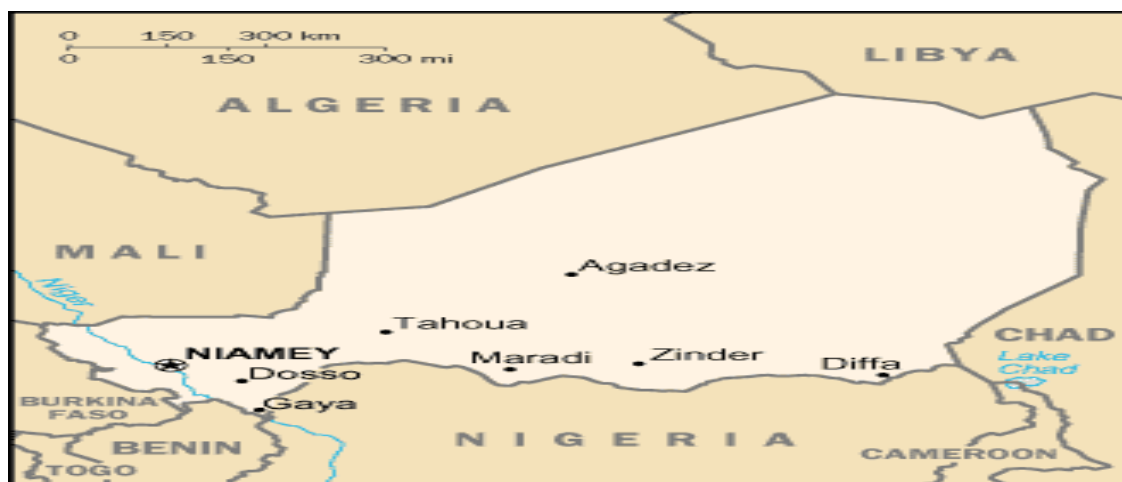 0 150 300 km
0 150 300 mi
LIBYA
ALGERIA
MALI
Niger
Agadez
Tahoua
NIAMEY
Dosso
Gaya
Maradi
Zinder
Diffa
CHAD
Lake
Chad
BURKINA
FASO
BENIN
TOGO
NIGERIA
CAMEROON